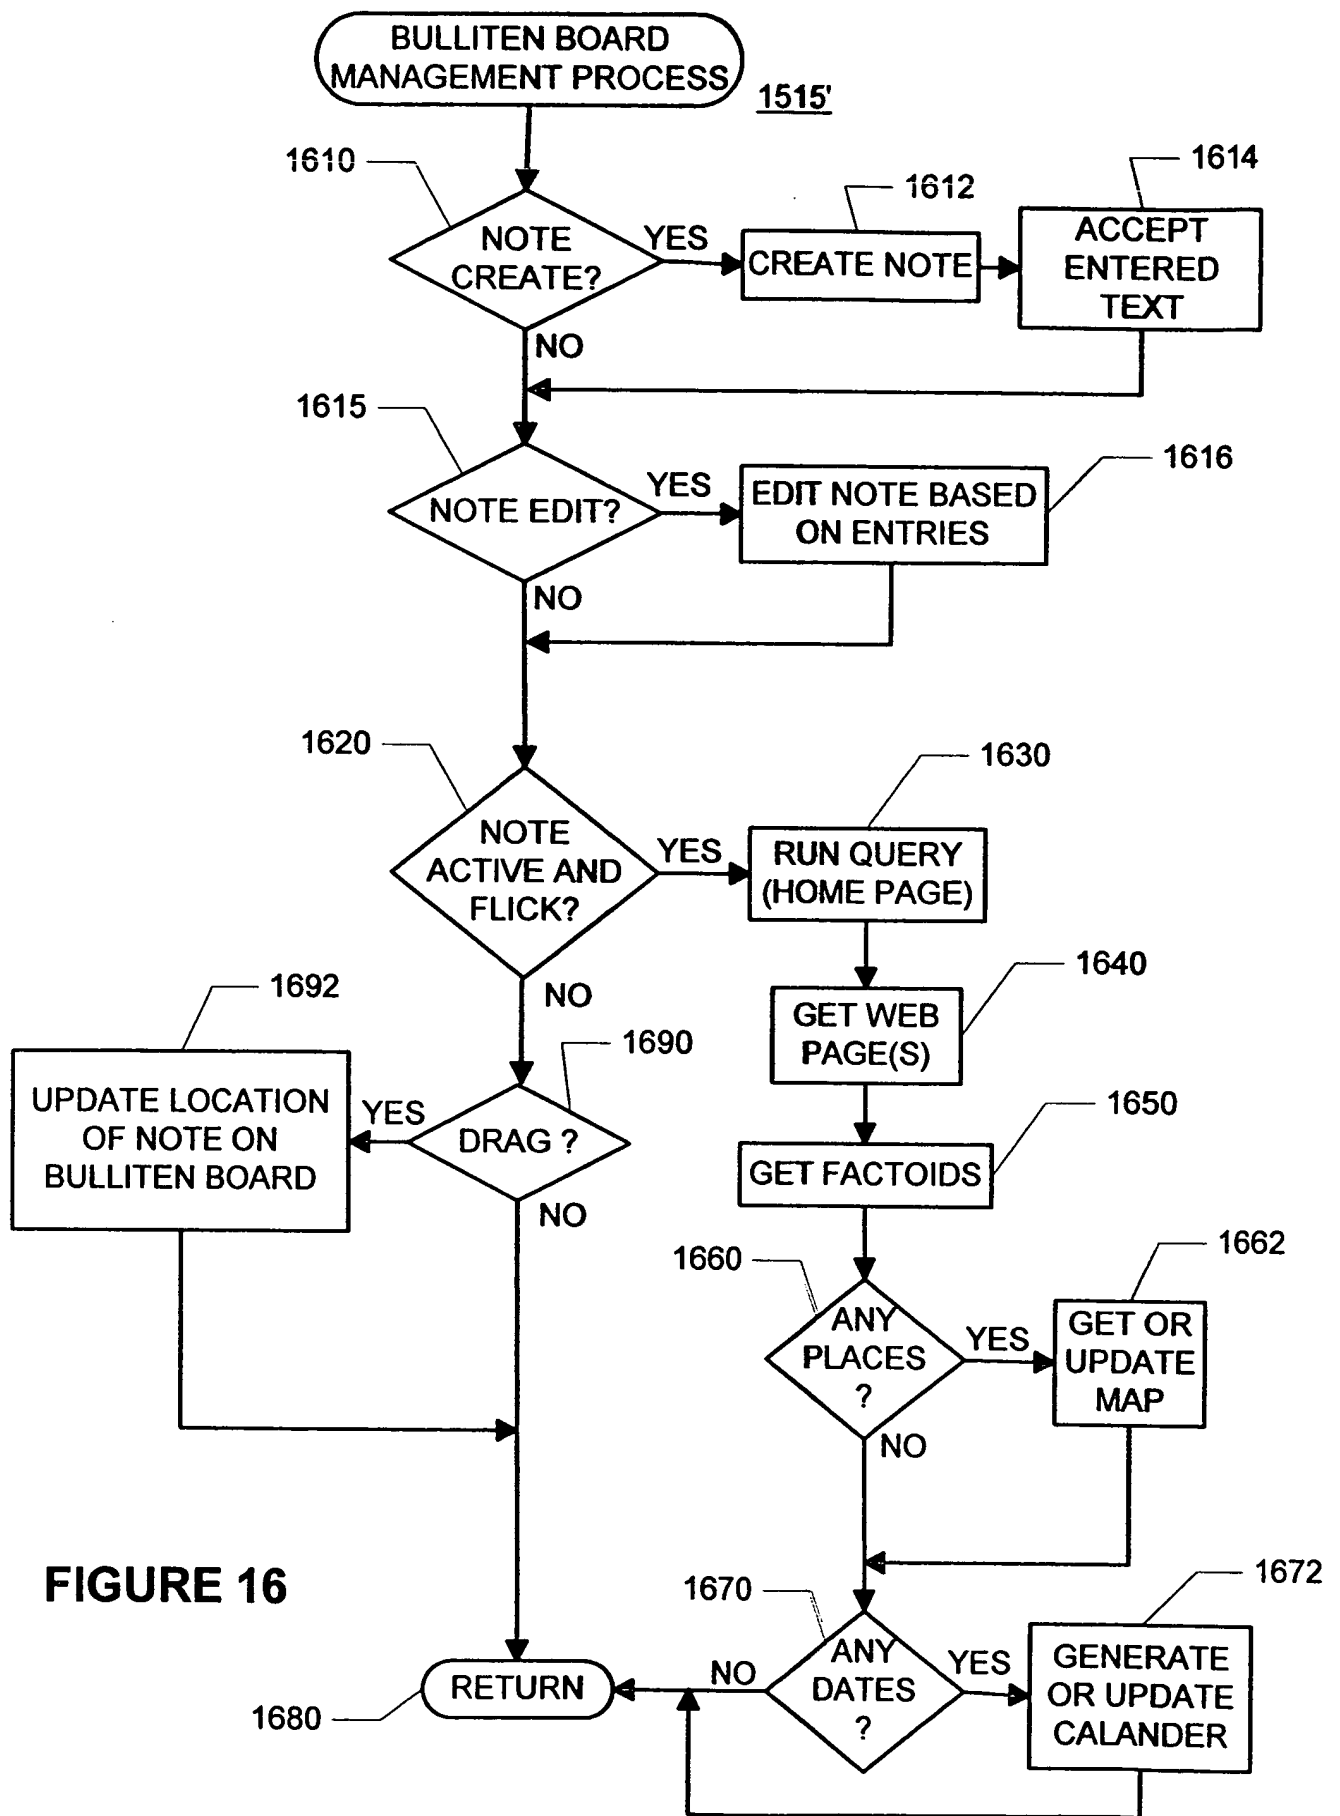 BULLITEN BOARD
MANAGEMENT PROCESS
1515'
1610
NOTE
CREATE?
YES
1612
CREATE NOTE
1614
ACCEPT
ENTERED
TEXT
NO
1615
NOTE EDIT?
YES
1616
EDIT NOTE BASED
ON ENTRIES
NO
1620
NOTE
ACTIVE AND
FLICK?
YES
1630
RUN QUERY
(HOME PAGE)
NO
1640
GET WEB
PAGE(S)
1692
UPDATE LOCATION
OF NOTE ON
BULLITEN BOARD
YES
1690
DRAG ?
NO
1650
GET FACTOIDS
1660
ANY
PLACES
?
YES
1662
GET OR
UPDATE
MAP
NO
FIGURE 16
1670
ANY
DATES
?
YES
1672
GENERATE
OR UPDATE
CALANDER
NO
RETURN
1680